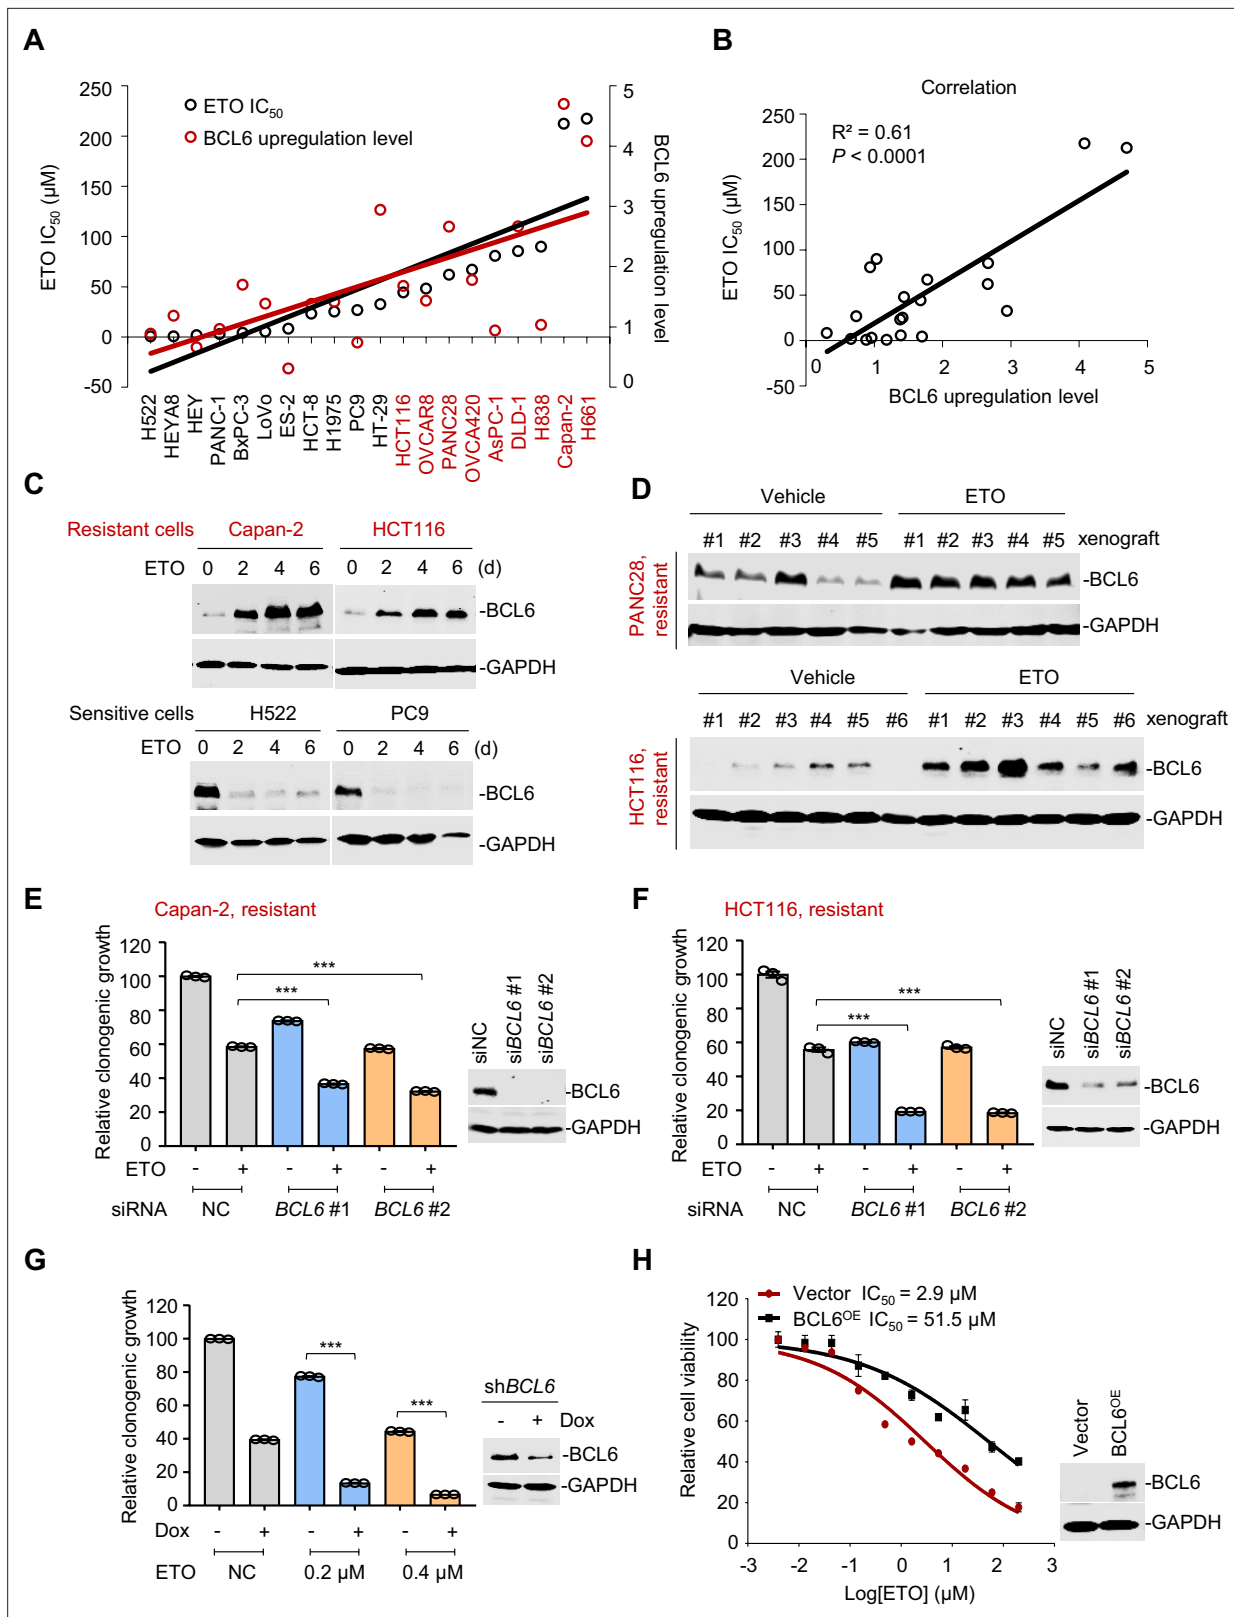 A
250
200
150
100
50
0
-50
ETO IC50 (µM)
ETO IC50
BCL6 upregulation level
5
4
3
2
1
0
BCL6 upregulation level
H522
HEYA8
HEY
PANC-1
BxPC-3
LoVo
ES-2
HCT-8
H1975
PC9
HT-29
HCT116
OVCAR8
PANC28
OVCA420
AsPC-1
DLD-1
H838
Capan-2
H661
B
Correlation
R² = 0.61
P < 0.0001
250
200
150
100
50
0
-50
ETO IC50 (µM)
0 1 2 3 4 5
BCL6 upregulation level
C
Resistant cells Capan-2 HCT116
ETO 0 2 4 6 0 2 4 6 (d)
-BCL6
-GAPDH
Sensitive cells H522 PC9
ETO 0 2 4 6 0 2 4 6 (d)
-BCL6
-GAPDH
D
Vehicle ETO
#1 #2 #3 #4 #5 #1 #2 #3 #4 #5 xenograft
PANC28,
resistant
-BCL6
-GAPDH
Vehicle ETO
#1 #2 #3 #4 #5 #6 #1 #2 #3 #4 #5 #6 xenograft
HCT116,
resistant
-BCL6
-GAPDH
E
Capan-2, resistant
Relative clonogenic growth
120
100
80
60
40
20
0
***
***
ETO - + - + - +
siRNA NC BCL6 #1 BCL6 #2
siNC
siBCL6 #1
siBCL6 #2
-BCL6
-GAPDH
F
HCT116, resistant
Relative clonogenic growth
120
100
80
60
40
20
0
***
***
ETO - + - + - +
siRNA NC BCL6 #1 BCL6 #2
siNC
siBCL6 #1
siBCL6 #2
-BCL6
-GAPDH
G
Relative clonogenic growth
120
100
80
60
40
20
0
***
***
Dox - + - + - +
ETO NC 0.2 µM 0.4 µM
shBCL6
- + Dox
-BCL6
-GAPDH
H
Vector IC50 = 2.9 µM
BCL6OE IC50 = 51.5 µM
Relative cell viability
120
100
80
60
40
20
0
-3 -2 -1 0 1 2 3
Log[ETO] (µM)
Vector
BCL6OE
-BCL6
-GAPDH